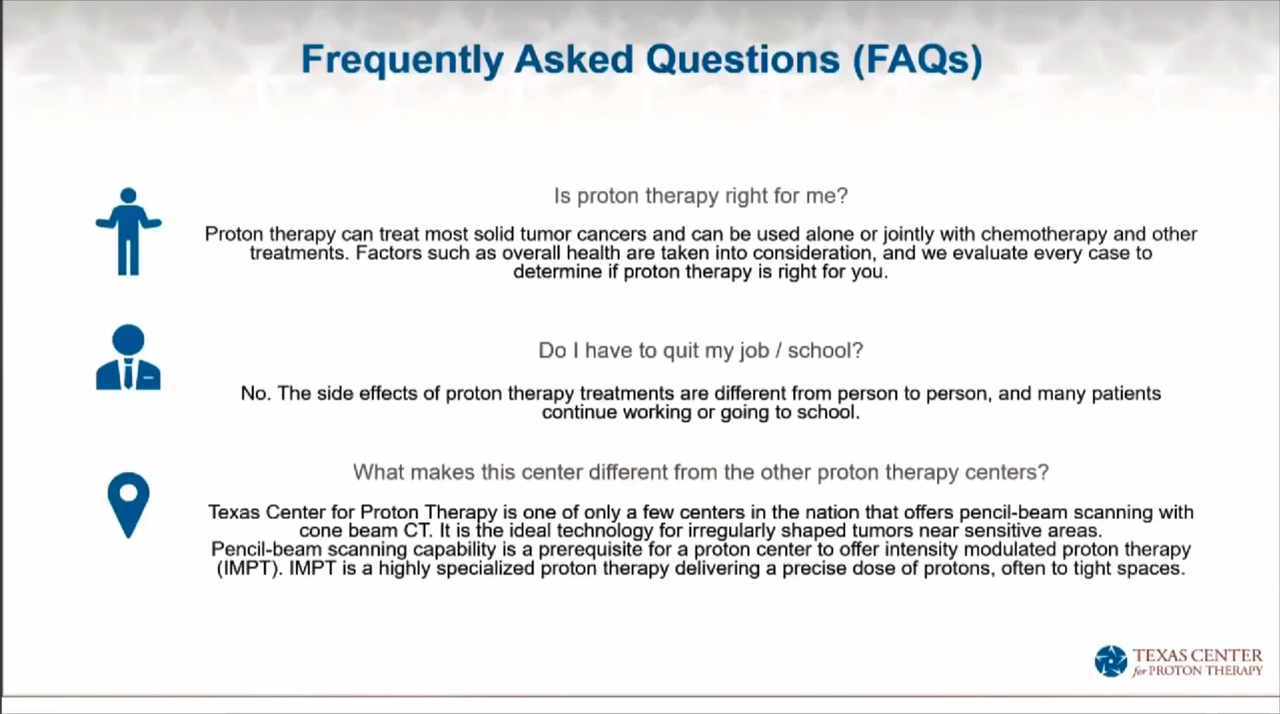 Frequently Asked Questions (FAQs)
Is proton therapy right for me?
Proton therapy can treat most solid tumor cancers and can be used alone or jointly with chemotherapy and other
treatments. Factors such as overall health are taken into consideration, and we evaluate every case to
determine if proton therapy is right for you.
Do I have to quit my job / school?
No. The side effects of proton therapy treatments are different from person to person, and many patients
continue working or going to school.
What makes this center different from the other proton therapy centers?
Texas Center for Proton Therapy is one of only a few centers in the nation that offers pencil-beam scanning with
cone beam CT. It is the ideal technology for irregularly shaped tumors near sensitive areas.
Pencil-beam scanning capability is a prerequisite for a proton center to offer intensity modulated proton therapy
(IMPT). IMPT is a highly specialized proton therapy delivering a precise dose of protons, often to tight spaces.
TEXAS CENTER
for PROTON THERAPY